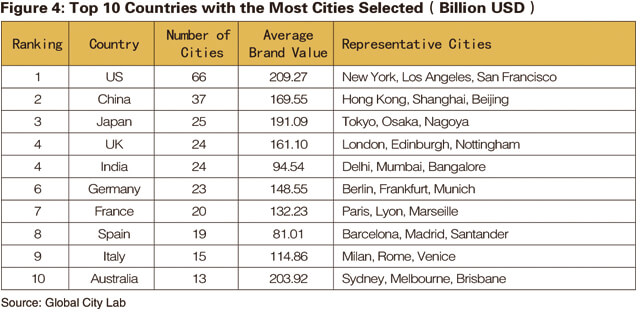 Figure 4: Top 10 Countries with the Most Cities Selected（Billion USD）
Ranking Country Number of Cities Average Brand Value Representative Cities
1 US 66 209.27 New York, Los Angeles, San Francisco
2 China 37 169.55 Hong Kong, Shanghai, Beijing
3 Japan 25 191.09 Tokyo, Osaka, Nagoya
4 UK 24 161.10 London, Edinburgh, Nottingham
4 India 24 94.54 Delhi, Mumbai, Bangalore
6 Germany 23 148.55 Berlin, Frankfurt, Munich
7 France 20 132.23 Paris, Lyon, Marseille
8 Spain 19 81.01 Barcelona, Madrid, Santander
9 Italy 15 114.86 Milan, Rome, Venice
10 Australia 13 203.92 Sydney, Melbourne, Brisbane
Source: Global City Lab